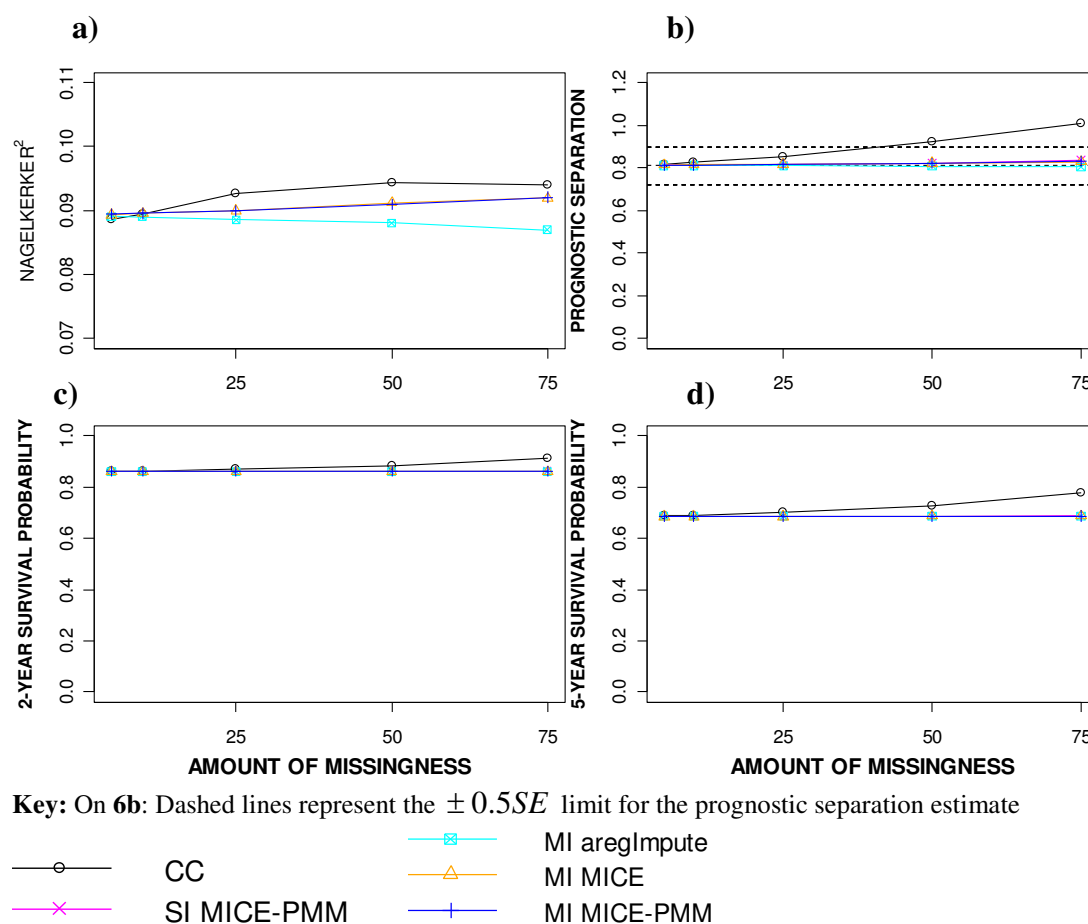 a)
b)
NAGELKERKER²
0.07
0.08
0.09
0.10
0.11
25
50
75
PROGNOSTIC SEPARATION
0.0
0.2
0.4
0.6
0.8
1.0
1.2
25
50
75
c)
d)
2-YEAR SURVIVAL PROBABILITY
0.0
0.2
0.4
0.6
0.8
1.0
25
50
75
AMOUNT OF MISSINGNESS
5-YEAR SURVIVAL PROBABILITY
0.0
0.2
0.4
0.6
0.8
1.0
25
50
75
AMOUNT OF MISSINGNESS
Key: On 6b: Dashed lines represent the ± 0.5SE limit for the prognostic separation estimate
CC
SI MICE-PMM
MI aregImpute
MI MICE
MI MICE-PMM